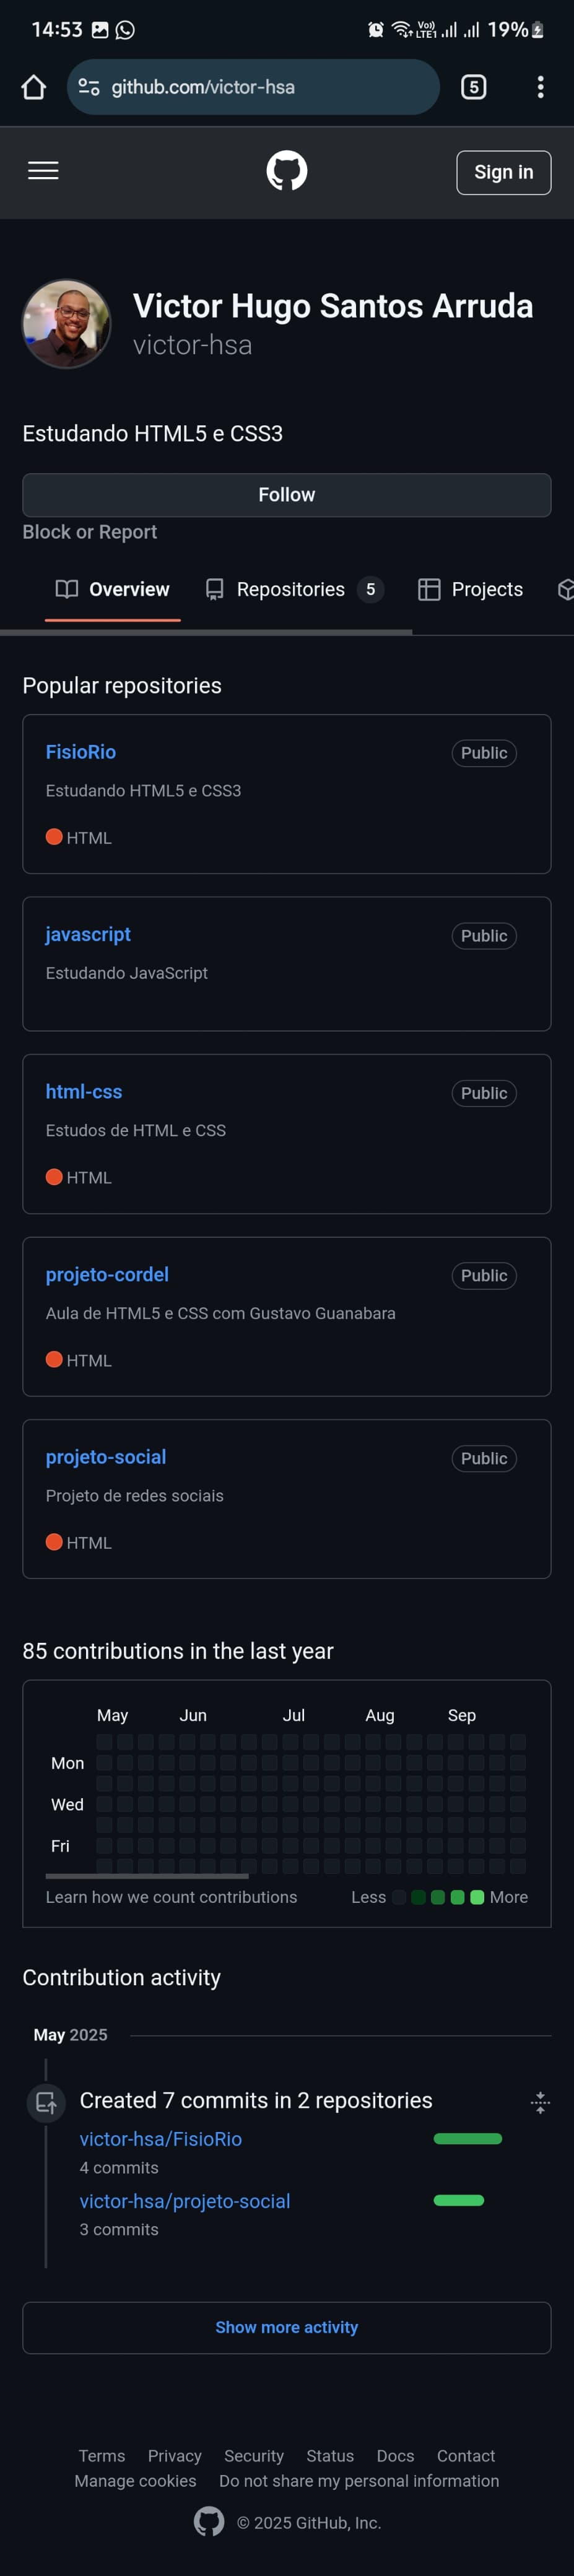 14:53 Vo)) LTE1 19%
github.com/victor-hsa 5
Sign in
Victor Hugo Santos Arruda
victor-hsa
Estudando HTML5 e CSS3
Follow
Block or Report
Overview Repositories 5 Projects
Popular repositories
FisioRio Public
Estudando HTML5 e CSS3
HTML
javascript Public
Estudando JavaScript
html-css Public
Estudos de HTML e CSS
HTML
projeto-cordel Public
Aula de HTML5 e CSS com Gustavo Guanabara
HTML
projeto-social Public
Projeto de redes sociais
HTML
85 contributions in the last year
May Jun Jul Aug Sep
Mon
Wed
Fri
Learn how we count contributions Less More
Contribution activity
May 2025
Created 7 commits in 2 repositories
victor-hsa/FisioRio
4 commits
victor-hsa/projeto-social
3 commits
Show more activity
Terms Privacy Security Status Docs Contact
Manage cookies Do not share my personal information
© 2025 GitHub, Inc.